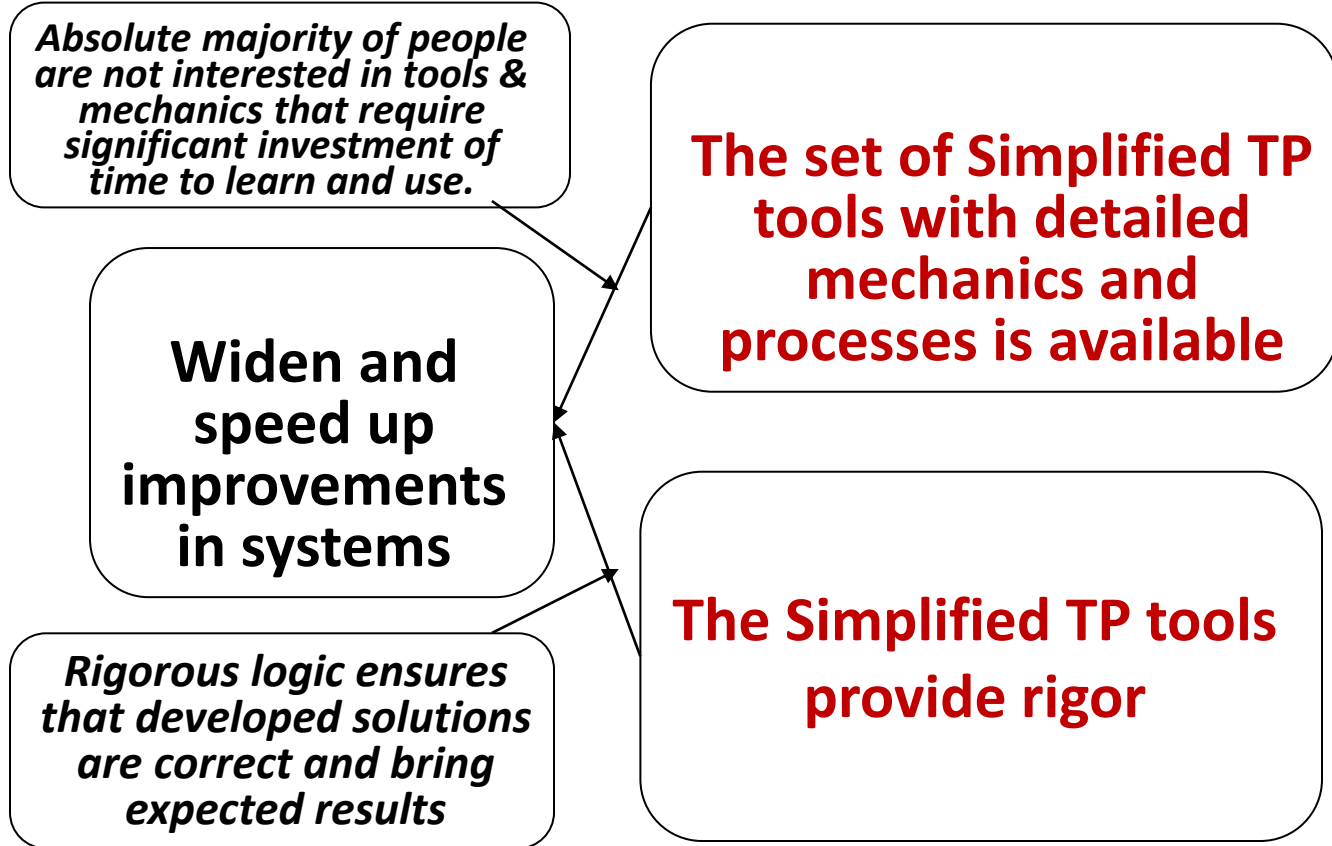 Absolute majority of people
are not interested in tools &
mechanics that require
significant investment of
time to learn and use.
The set of Simplified TP
tools with detailed
mechanics and
processes is available
Widen and
speed up
improvements
in systems
The Simplified TP tools
provide rigor
Rigorous logic ensures
that developed solutions
are correct and bring
expected results